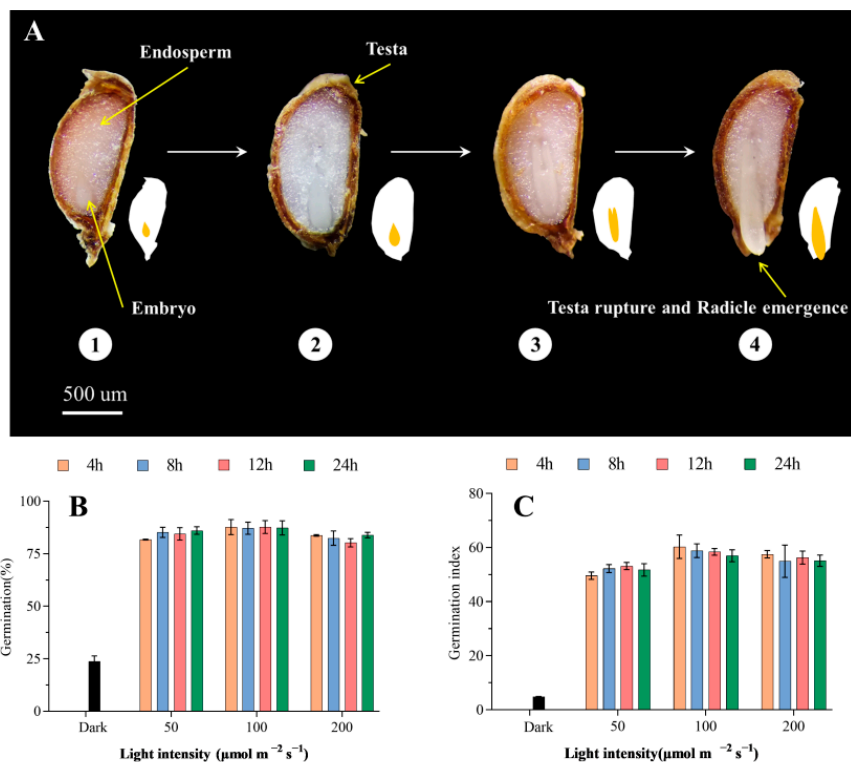 A
Endosperm
Testa
Embryo
Testa rupture and Radicle emergence
1
2
3
4
500 um
4h 8h 12h 24h
B
100
75
50
25
0
Germination(%)
Dark 50 100 200
Light intensity (μmol m −2 s−1)
4h 8h 12h 24h
C
80
60
40
20
0
Germination index
Dark 50 100 200
Light intensity(μmol m −2 s−1)